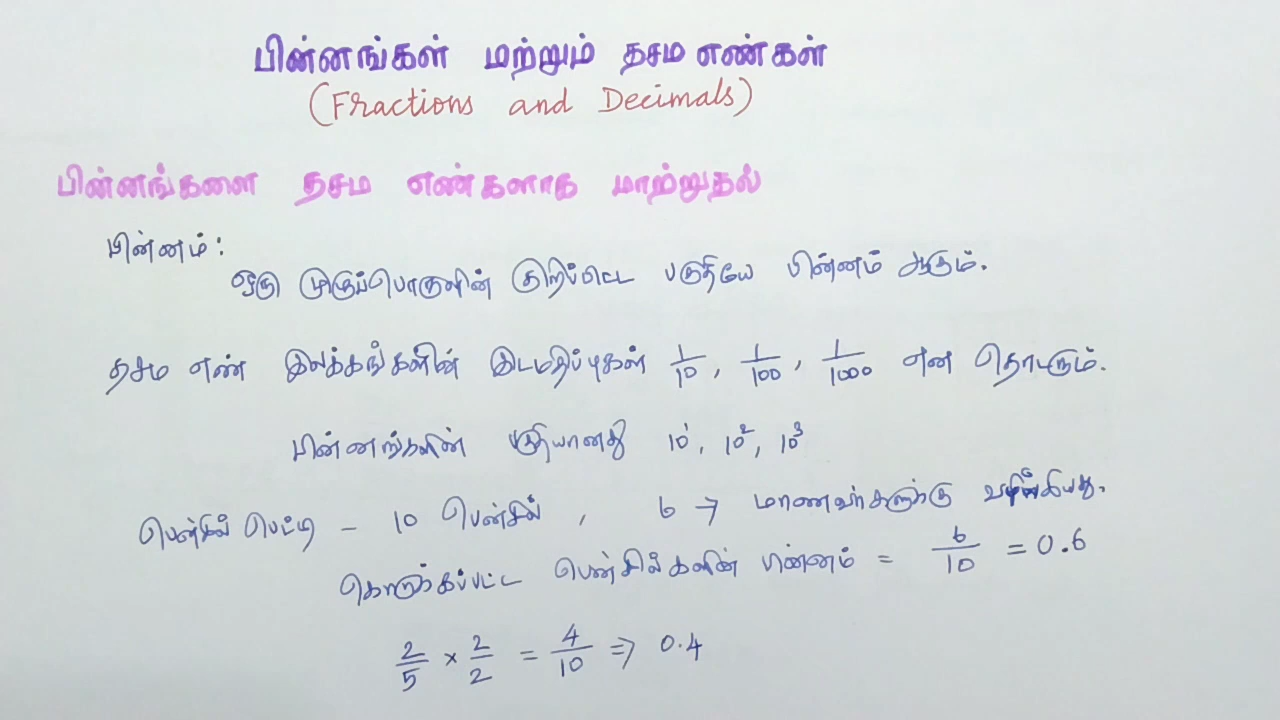 பின்னங்கள் மற்றும் தசம எண்கள்
(Fractions and Decimals)
பின்னங்களை தசம எண்களாக மாற்றுதல்
பின்னம்:
ஒரு முழுப்பொருளின் குறிப்பிட்ட பகுதியே பின்னம் ஆகும்.
தசம எண் இலக்கங்களின் இடமதிப்புகள் 1/10, 1/100, 1/1000 என தொடரும்.
பின்னங்களின் பகுதியானது 10¹, 10², 10³
பென்சில் பெட்டி - 10 பென்சில், 6 → மாணவர்களுக்கு வழங்கியது.
கொடுக்கப்பட்ட பென்சில்களின் பின்னம் = 6/10 = 0.6
2/5 × 2/2 = 4/10 ⇒ 0.4